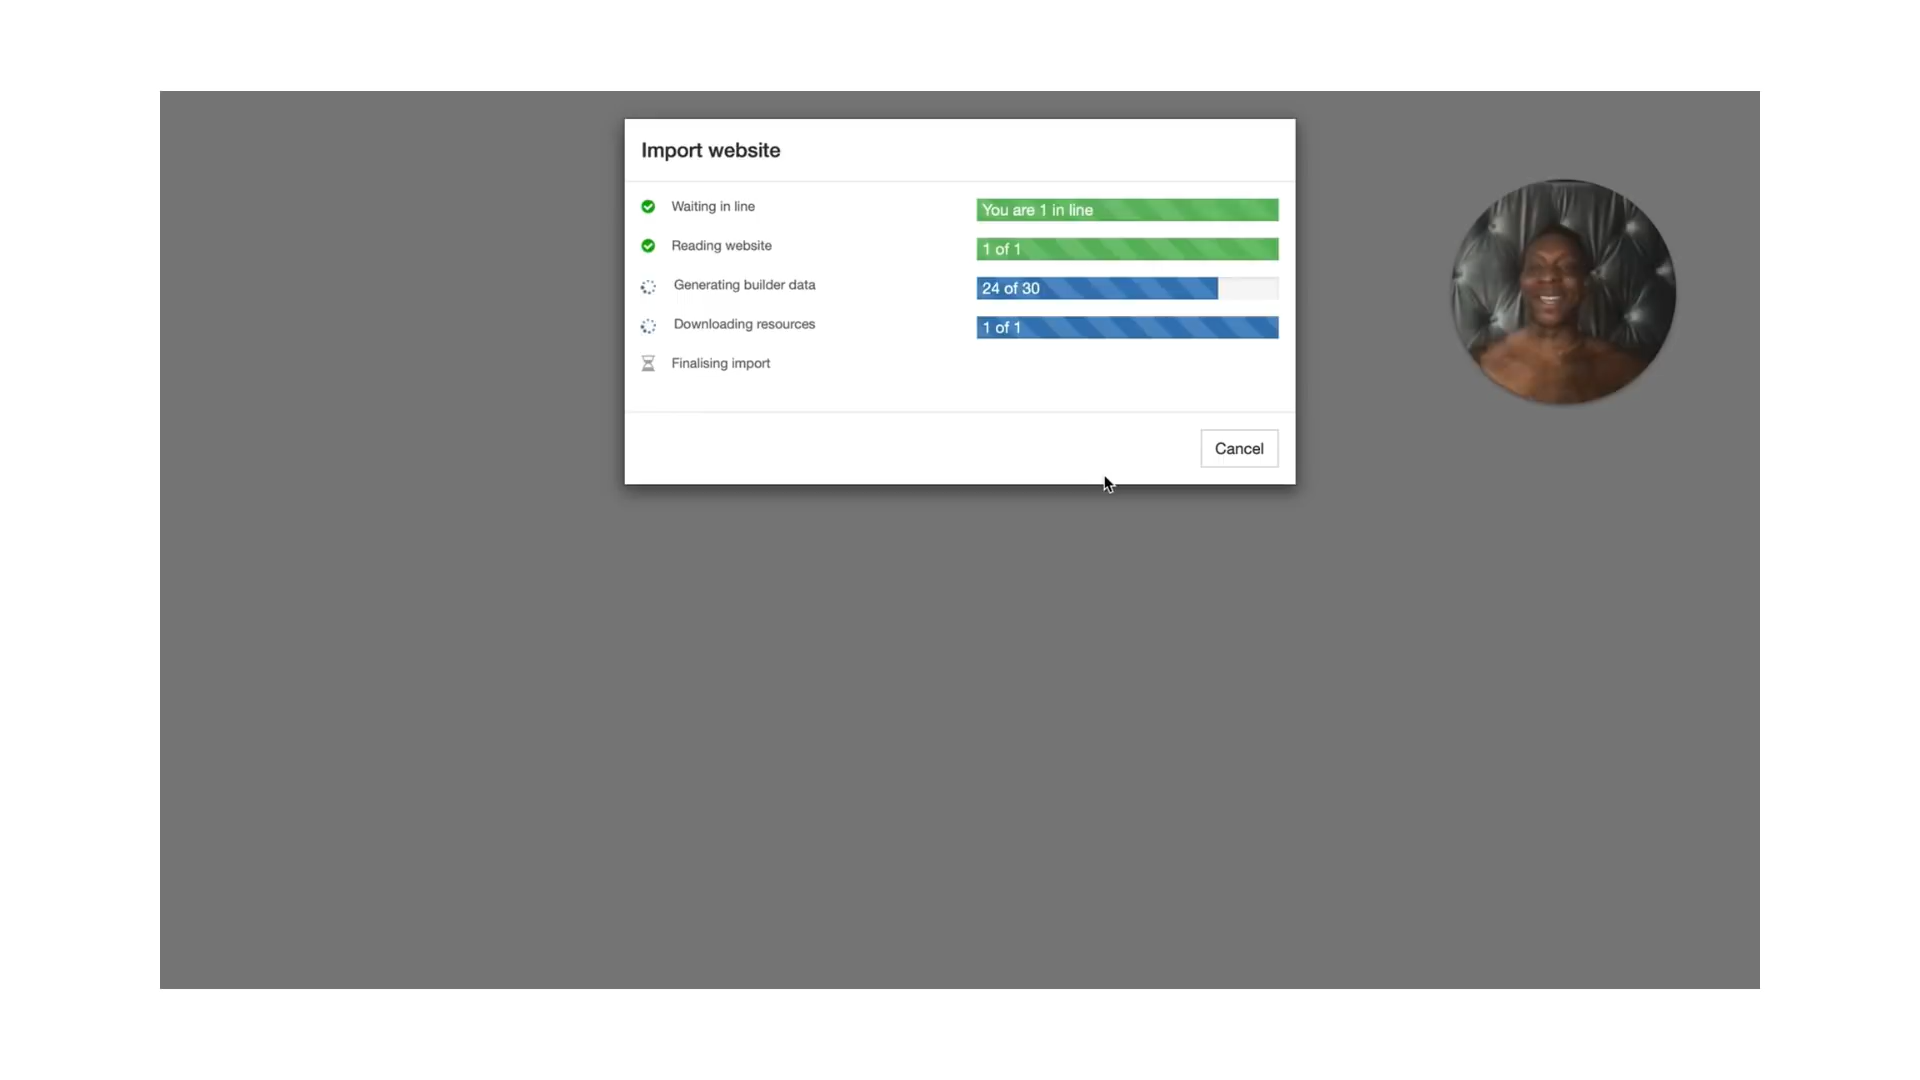 Import website
Waiting in line
You are 1 in line
Reading website
1 of 1
Generating builder data
24 of 30
Downloading resources
1 of 1
Finalising import
Cancel